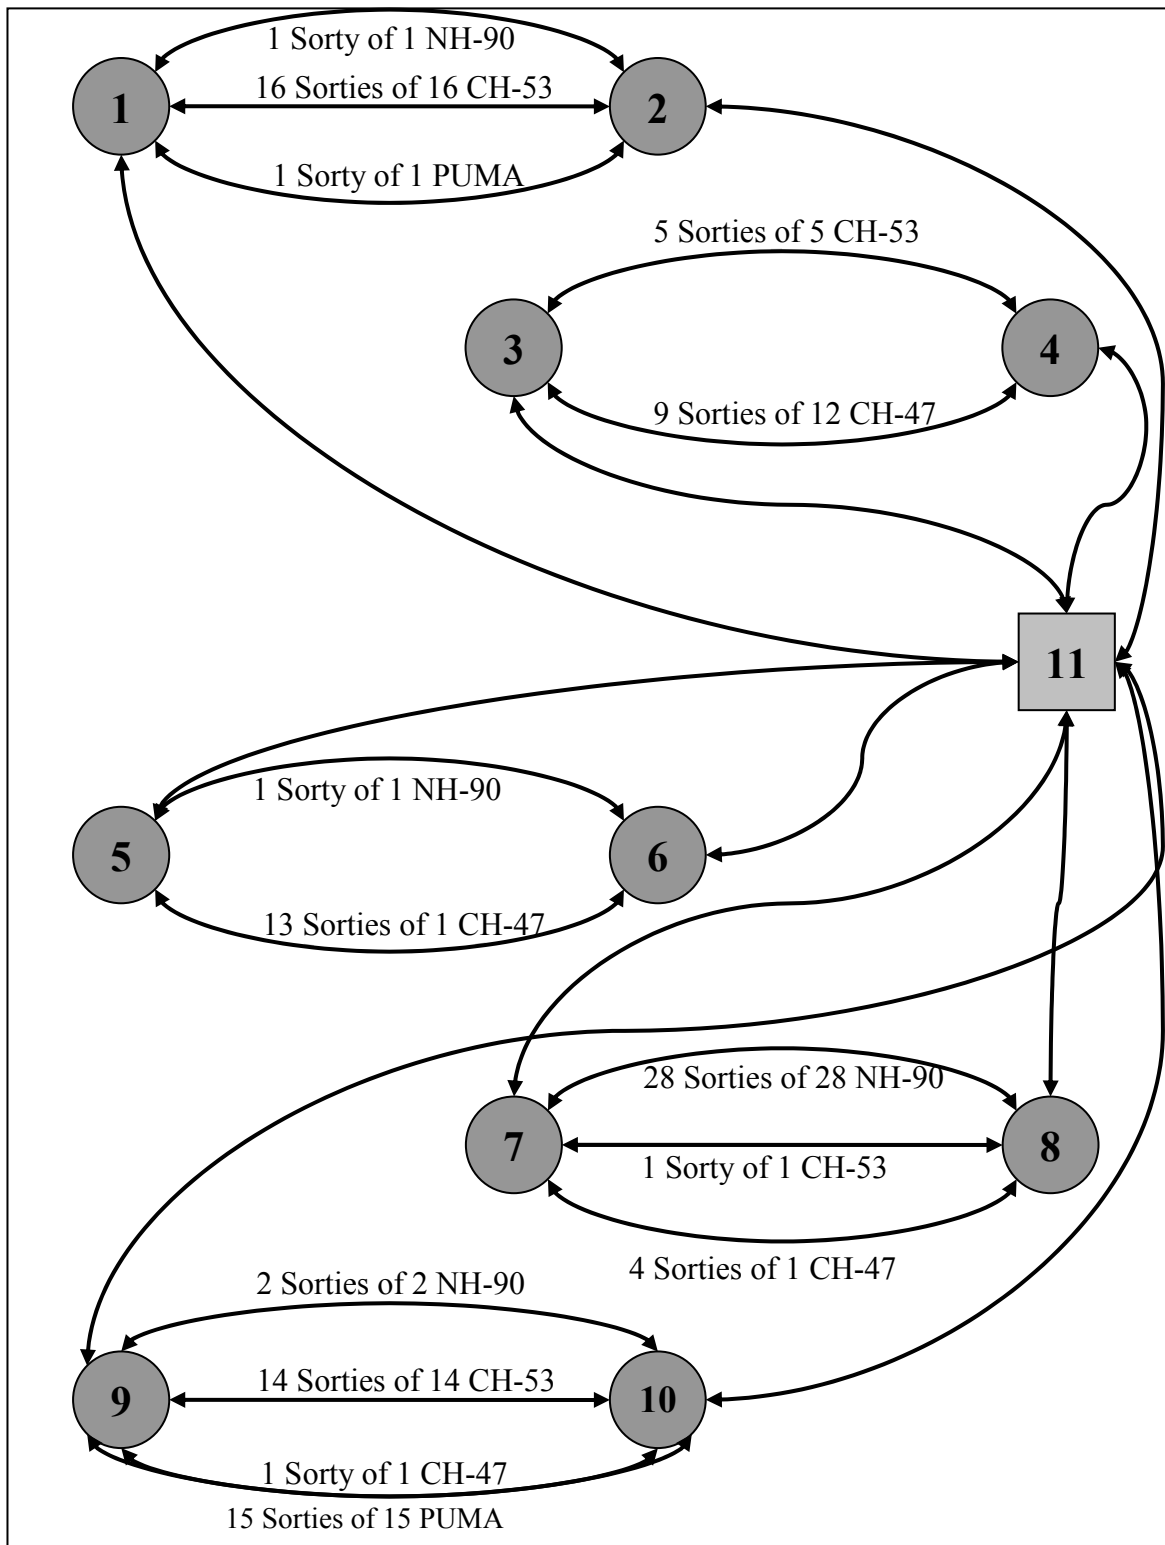 1 Sorty of 1 NH-90
16 Sorties of 16 CH-53
1
2
1 Sorty of 1 PUMA
5 Sorties of 5 CH-53
3
4
9 Sorties of 12 CH-47
11
1 Sorty of 1 NH-90
5
6
13 Sorties of 1 CH-47
28 Sorties of 28 NH-90
7
8
1 Sorty of 1 CH-53
4 Sorties of 1 CH-47
2 Sorties of 2 NH-90
14 Sorties of 14 CH-53
9
10
1 Sorty of 1 CH-47
15 Sorties of 15 PUMA